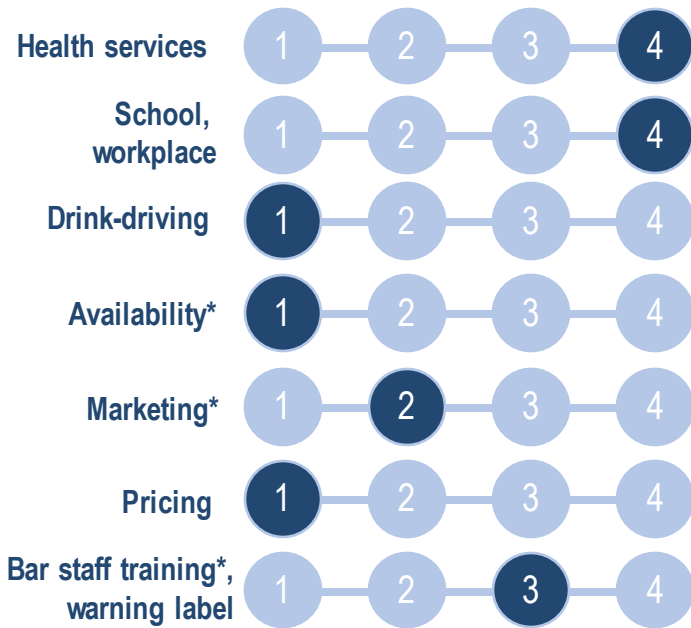 Health services 1 2 3 4
School,
workplace 1 2 3 4
Drink-driving 1 2 3 4
Availability* 1 2 3 4
Marketing* 1 2 3 4
Pricing 1 2 3 4
Bar staff training*,
warning label 1 2 3 4